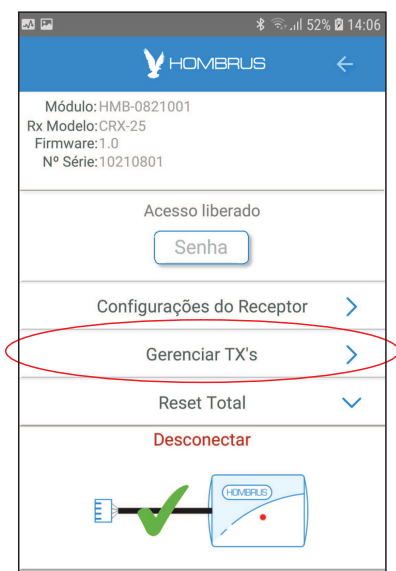 52% 14:06
HOMBRUS
Módulo: HMB-0821001
Rx Modelo: CRX-25
Firmware: 1.0
Nº Série: 10210801
Acesso liberado
Senha
Configurações do Receptor
Gerenciar TX's
Reset Total
Desconectar
HOMBRUS